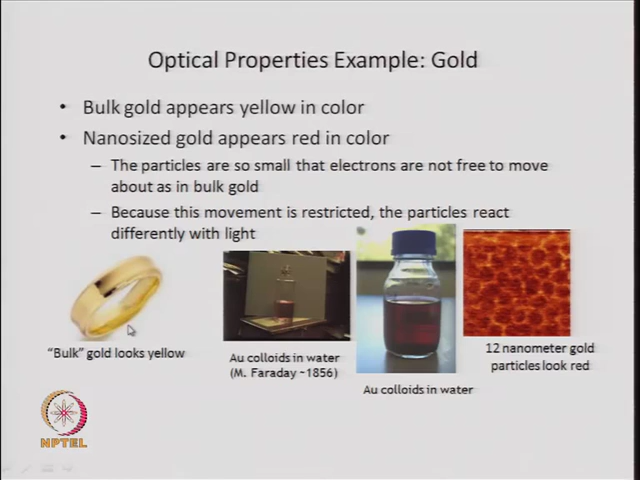 Optical Properties Example: Gold
• Bulk gold appears yellow in color
• Nanosized gold appears red in color
– The particles are so small that electrons are not free to move
about as in bulk gold
– Because this movement is restricted, the particles react
differently with light
"Bulk" gold looks yellow
Au colloids in water
(M. Faraday ~1856)
Au colloids in water
12 nanometer gold
particles look red
NPTEL